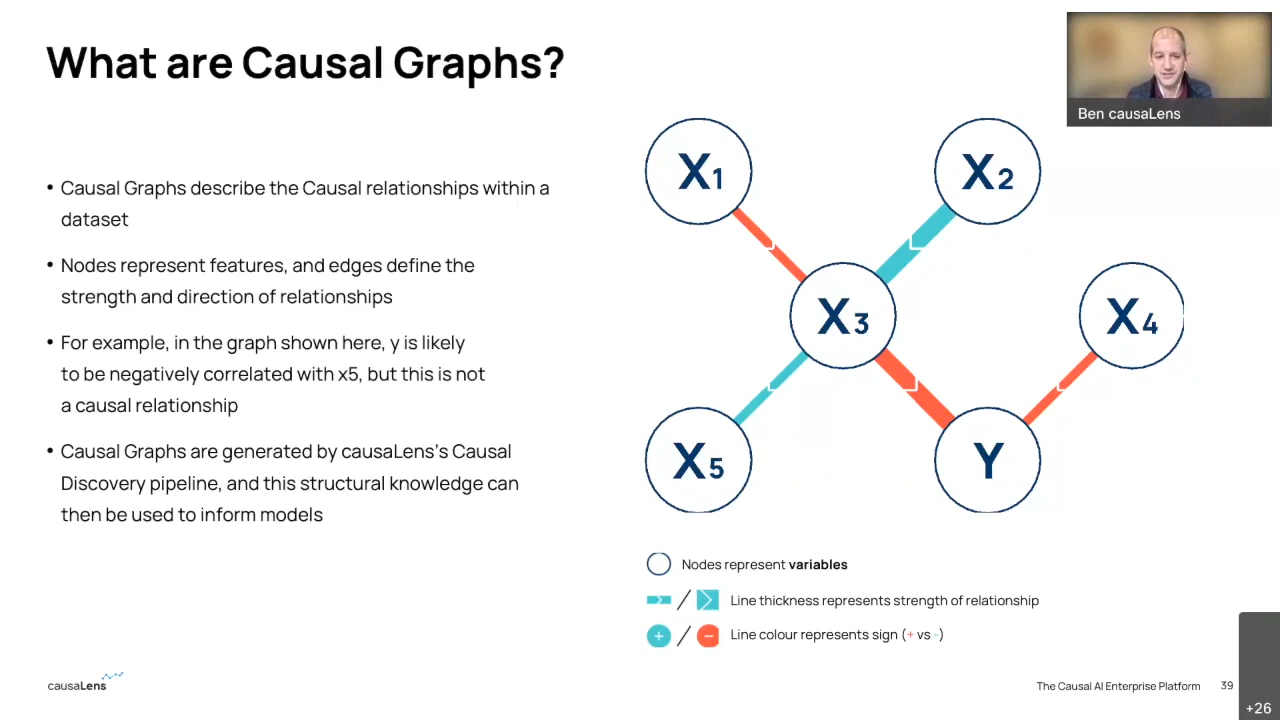 What are Causal Graphs?
Ben causaLens
• Causal Graphs describe the Causal relationships within a
dataset
• Nodes represent features, and edges define the
strength and direction of relationships
• For example, in the graph shown here, y is likely
to be negatively correlated with x5, but this is not
a causal relationship
• Causal Graphs are generated by causaLens's Causal
Discovery pipeline, and this structural knowledge can
then be used to inform models
X1
X2
X3
X4
X5
Y
Nodes represent variables
/ Line thickness represents strength of relationship
+ / − Line colour represents sign (+ vs -)
causaLens
The Causal AI Enterprise Platform 39
+26